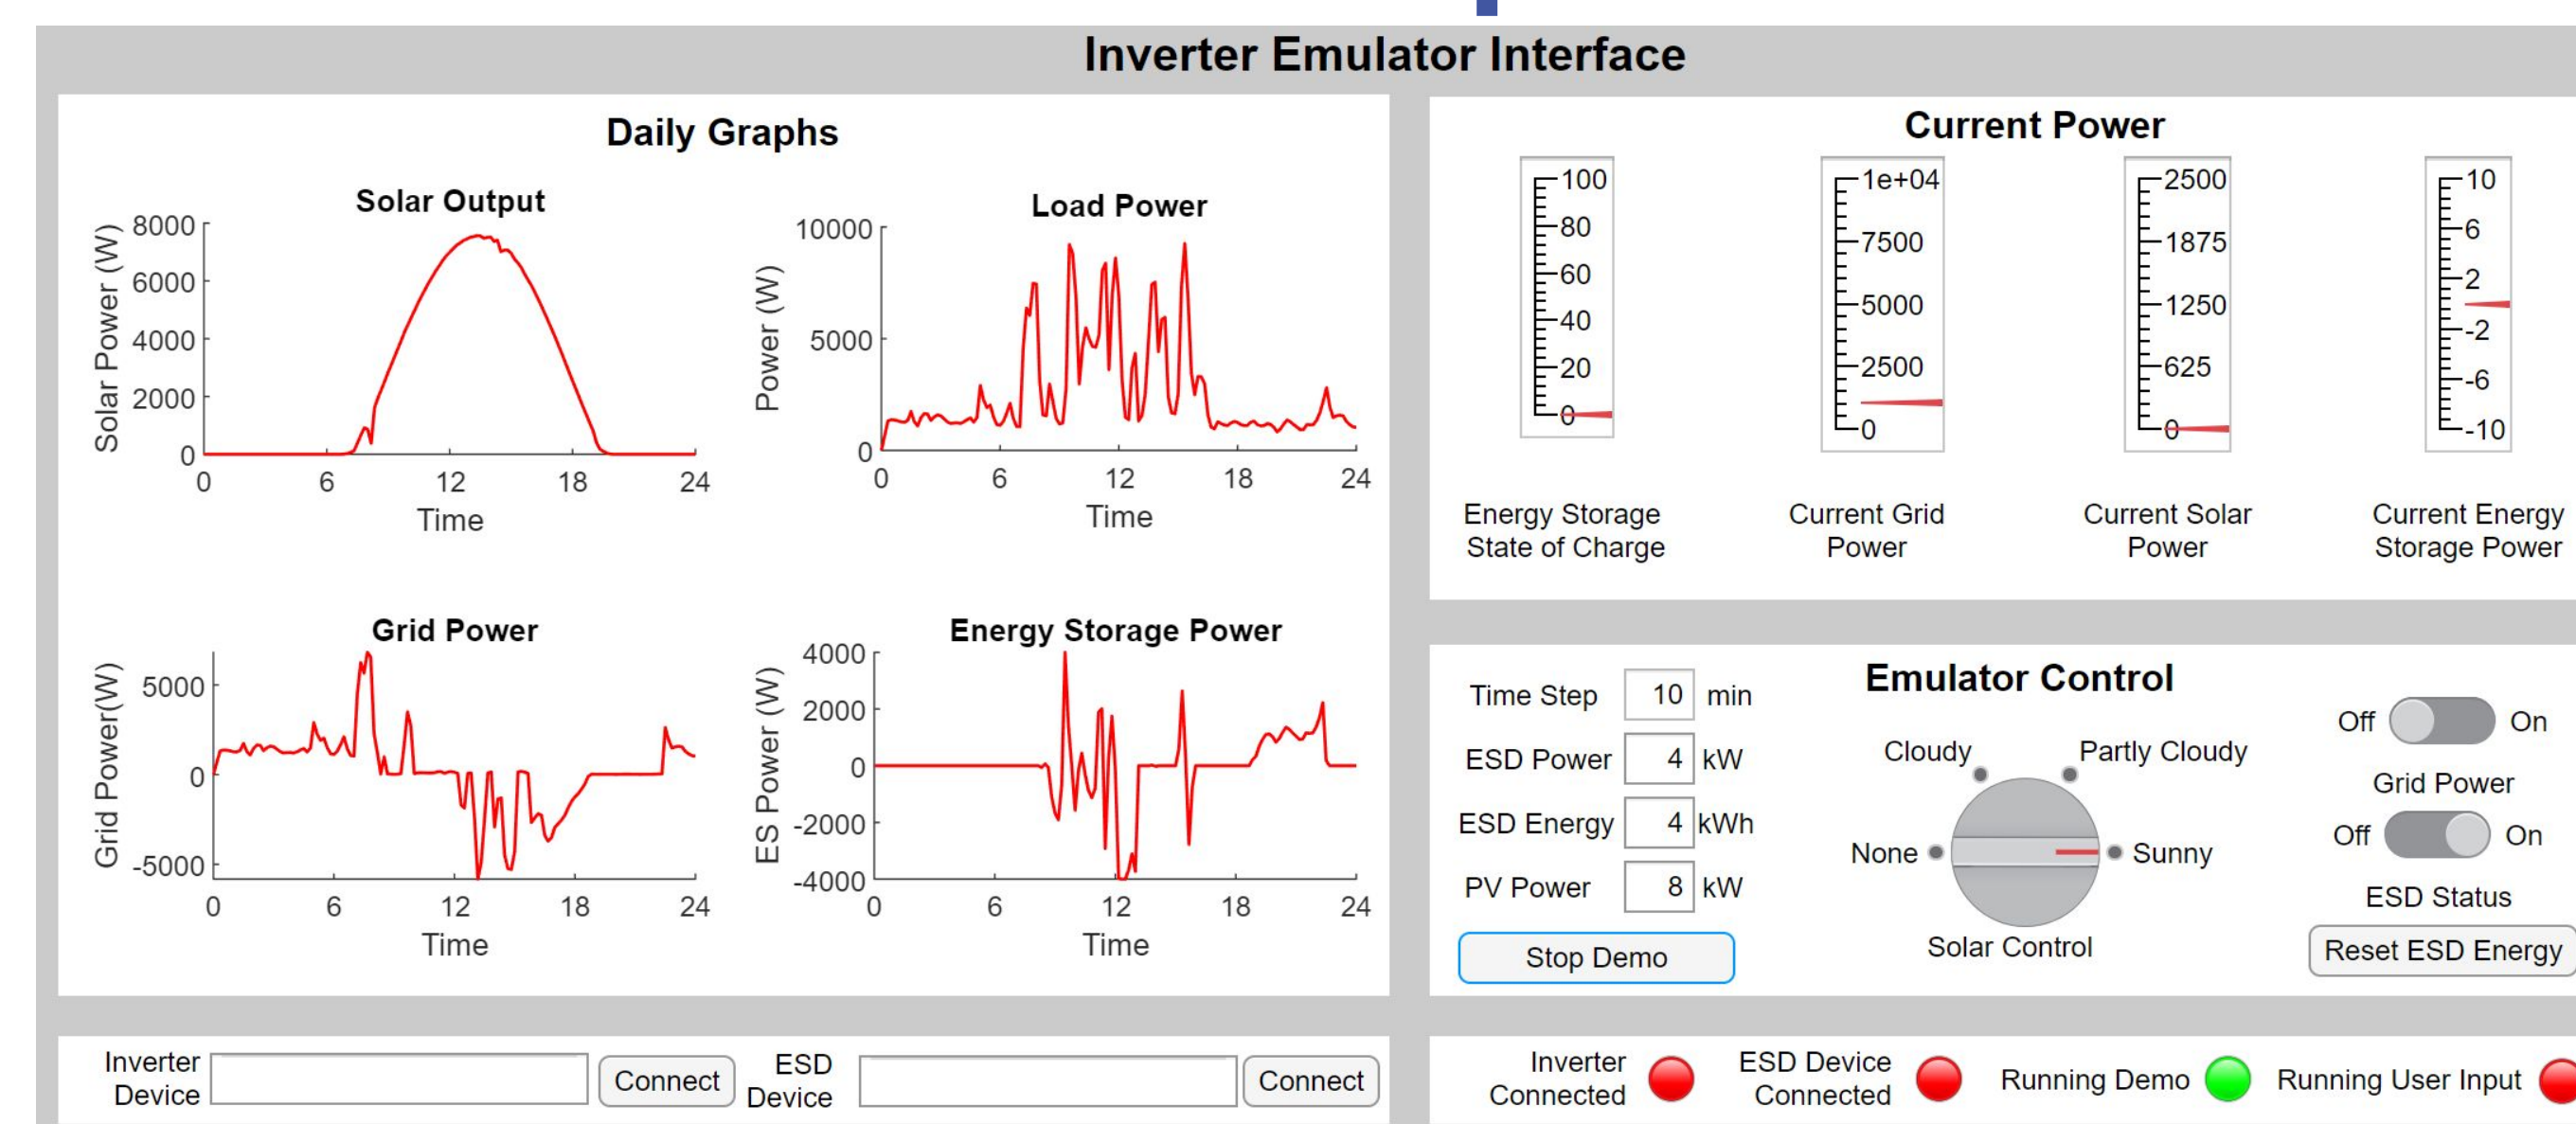 Inverter Emulator Interface
Daily Graphs
Solar Output
Solar Power (W)
8000
6000
4000
2000
0
0 6 12 18 24
Time
Load Power
Power (W)
10000
5000
0
0 6 12 18 24
Time
Grid Power
Grid Power(W)
5000
0
-5000
0 6 12 18 24
Time
Energy Storage Power
ES Power (W)
4000
2000
0
-2000
-4000
0 6 12 18 24
Time
Current Power
100
80
60
40
20
0
Energy Storage
State of Charge
1e+04
7500
5000
2500
0
Current Grid
Power
2500
1875
1250
625
0
Current Solar
Power
10
6
2
-2
-6
-10
Current Energy
Storage Power
Emulator Control
Time Step 10 min
ESD Power 4 kW
ESD Energy 4 kWh
PV Power 8 kW
Stop Demo
Cloudy Partly Cloudy
None Sunny
Solar Control
Off On
Grid Power
Off On
ESD Status
Reset ESD Energy
Inverter
Device
Connect
ESD
Device
Connect
Inverter
Connected
ESD Device
Connected
Running Demo
Running User Input